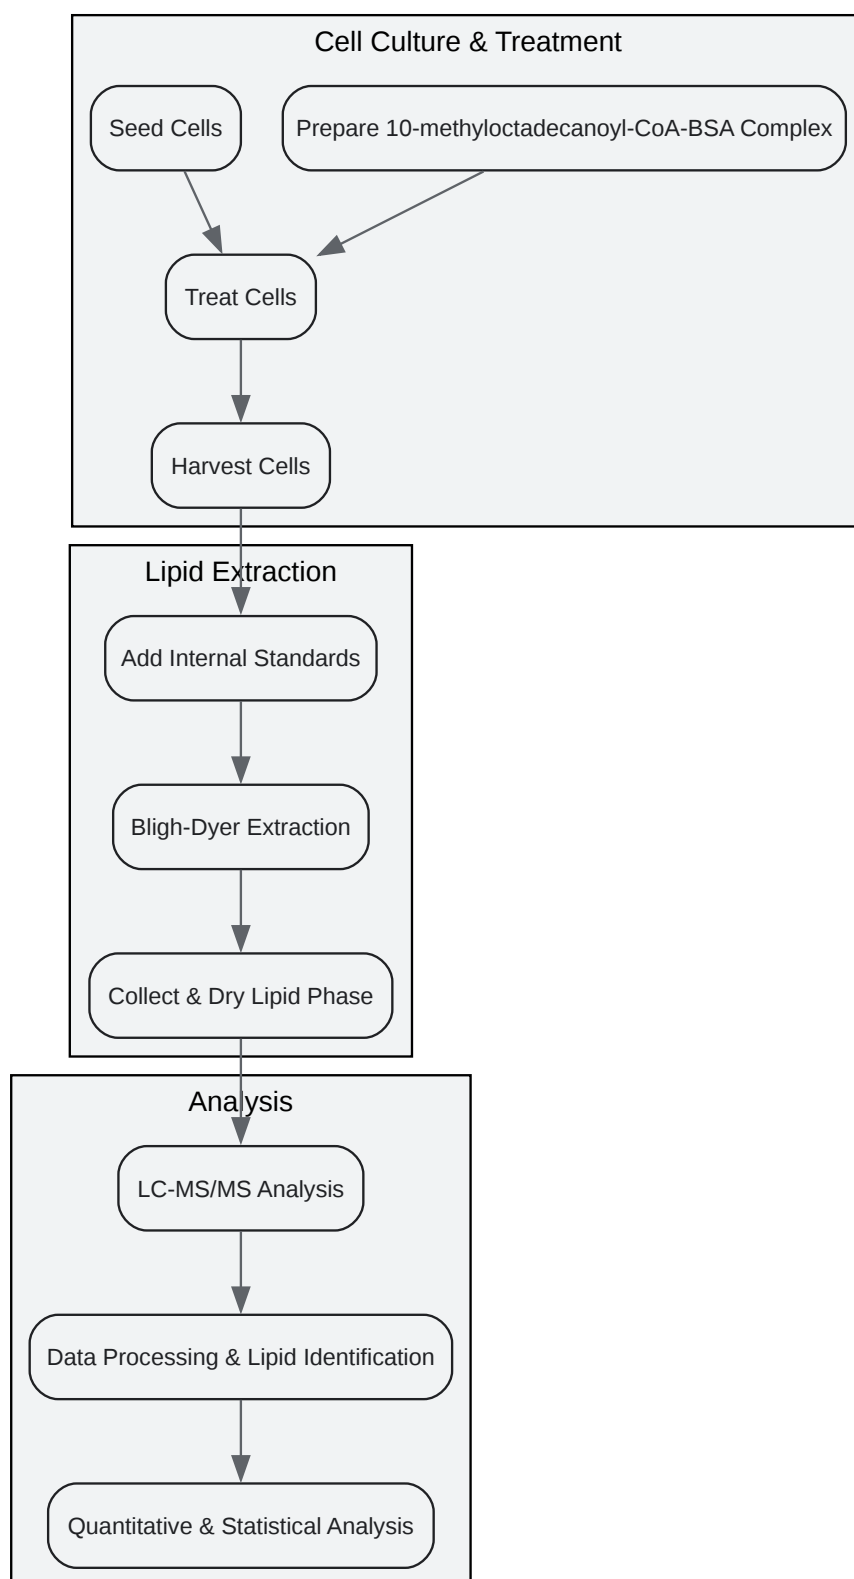 Cell Culture & Treatment
Seed Cells
Prepare 10-methyloctadecanoyl-CoA-BSA Complex
Treat Cells
Harvest Cells
Lipid Extraction
Add Internal Standards
Bligh-Dyer Extraction
Collect & Dry Lipid Phase
Analysis
LC-MS/MS Analysis
Data Processing & Lipid Identification
Quantitative & Statistical Analysis